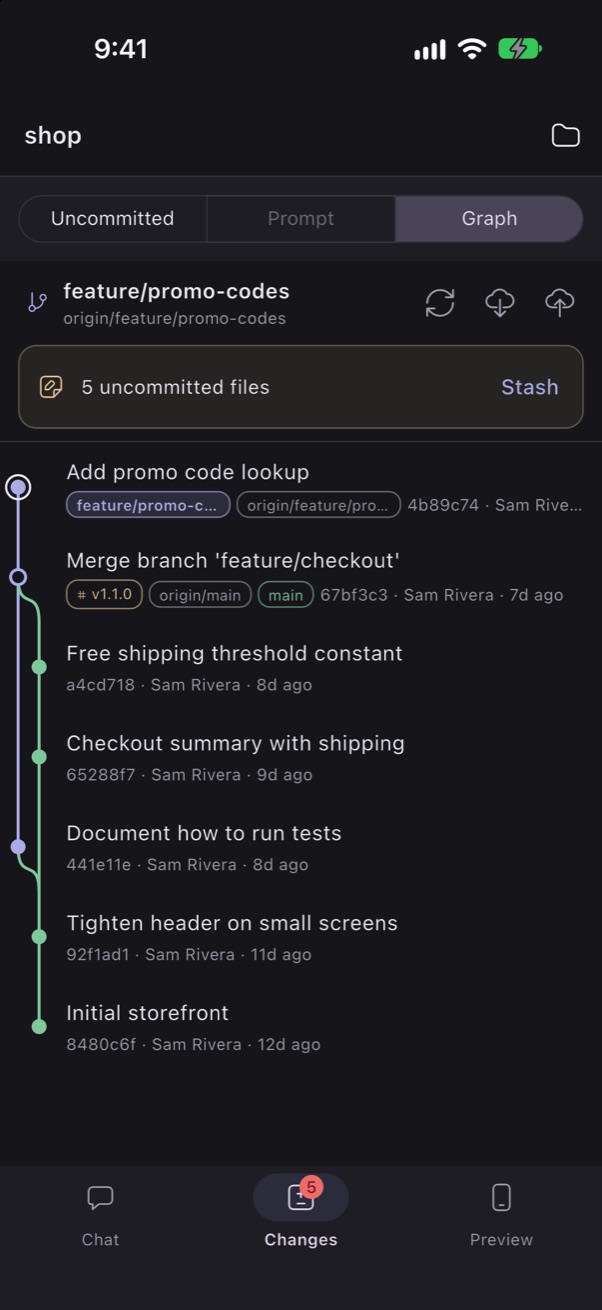 9:41
shop
Uncommitted Prompt Graph
feature/promo-codes
origin/feature/promo-codes
5 uncommitted files Stash
Add promo code lookup
feature/promo-c... origin/feature/pro... 4b89c74 · Sam Rive...
Merge branch 'feature/checkout'
# v1.1.0 origin/main main 67bf3c3 · Sam Rivera · 7d ago
Free shipping threshold constant
a4cd718 · Sam Rivera · 8d ago
Checkout summary with shipping
65288f7 · Sam Rivera · 9d ago
Document how to run tests
441e11e · Sam Rivera · 8d ago
Tighten header on small screens
92f1ad1 · Sam Rivera · 11d ago
Initial storefront
8480c6f · Sam Rivera · 12d ago
5
Chat Changes Preview